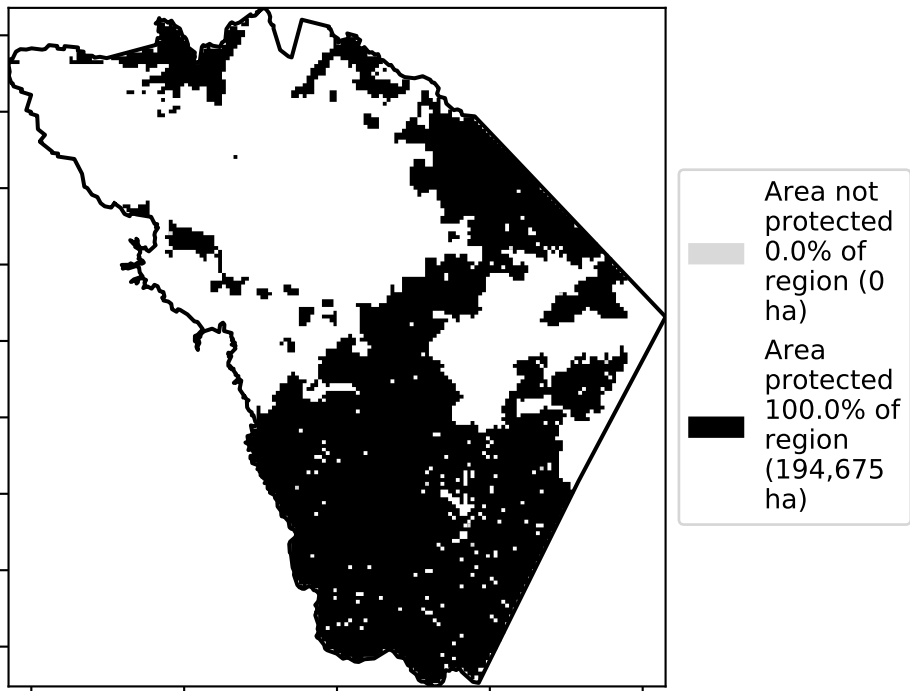 Area not
protected
0.0% of
region (0
ha)
Area
protected
100.0% of
region
(194,675
ha)